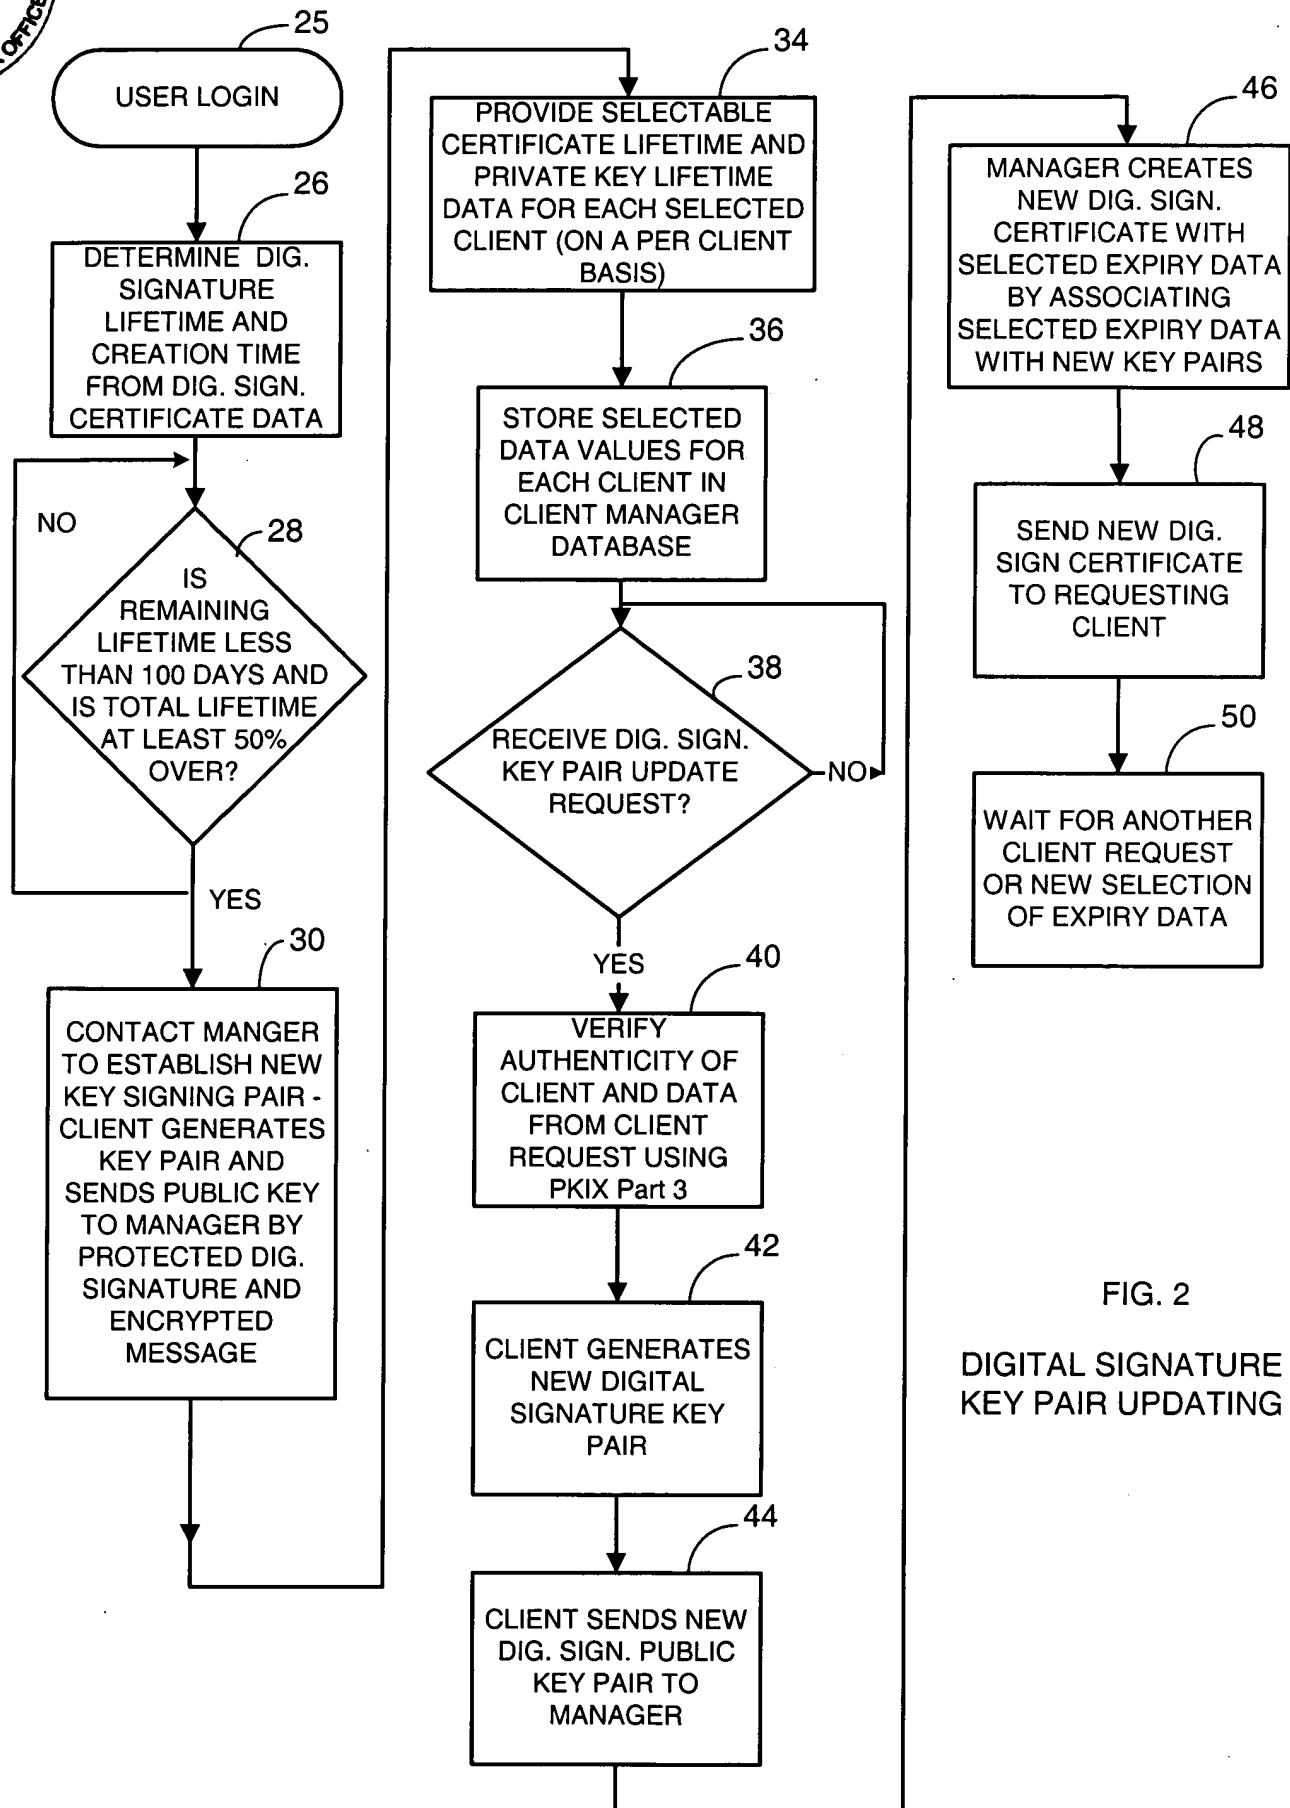 OFFICE
25
USER LOGIN
26
DETERMINE DIG.
SIGNATURE
LIFETIME AND
CREATION TIME
FROM DIG. SIGN.
CERTIFICATE DATA
NO
28
IS
REMAINING
LIFETIME LESS
THAN 100 DAYS AND
IS TOTAL LIFETIME
AT LEAST 50%
OVER?
YES
30
CONTACT MANGER
TO ESTABLISH NEW
KEY SIGNING PAIR -
CLIENT GENERATES
KEY PAIR AND
SENDS PUBLIC KEY
TO MANAGER BY
PROTECTED DIG.
SIGNATURE AND
ENCRYPTED
MESSAGE
34
PROVIDE SELECTABLE
CERTIFICATE LIFETIME AND
PRIVATE KEY LIFETIME
DATA FOR EACH SELECTED
CLIENT (ON A PER CLIENT
BASIS)
36
STORE SELECTED
DATA VALUES FOR
EACH CLIENT IN
CLIENT MANAGER
DATABASE
38
RECEIVE DIG. SIGN.
KEY PAIR UPDATE
REQUEST?
NO
YES
40
VERIFY
AUTHENTICITY OF
CLIENT AND DATA
FROM CLIENT
REQUEST USING
PKIX Part 3
42
CLIENT GENERATES
NEW DIGITAL
SIGNATURE KEY
PAIR
44
CLIENT SENDS NEW
DIG. SIGN. PUBLIC
KEY PAIR TO
MANAGER
46
MANAGER CREATES
NEW DIG. SIGN.
CERTIFICATE WITH
SELECTED EXPIRY DATA
BY ASSOCIATING
SELECTED EXPIRY DATA
WITH NEW KEY PAIRS
48
SEND NEW DIG.
SIGN CERTIFICATE
TO REQUESTING
CLIENT
50
WAIT FOR ANOTHER
CLIENT REQUEST
OR NEW SELECTION
OF EXPIRY DATA
FIG. 2
DIGITAL SIGNATURE
KEY PAIR UPDATING